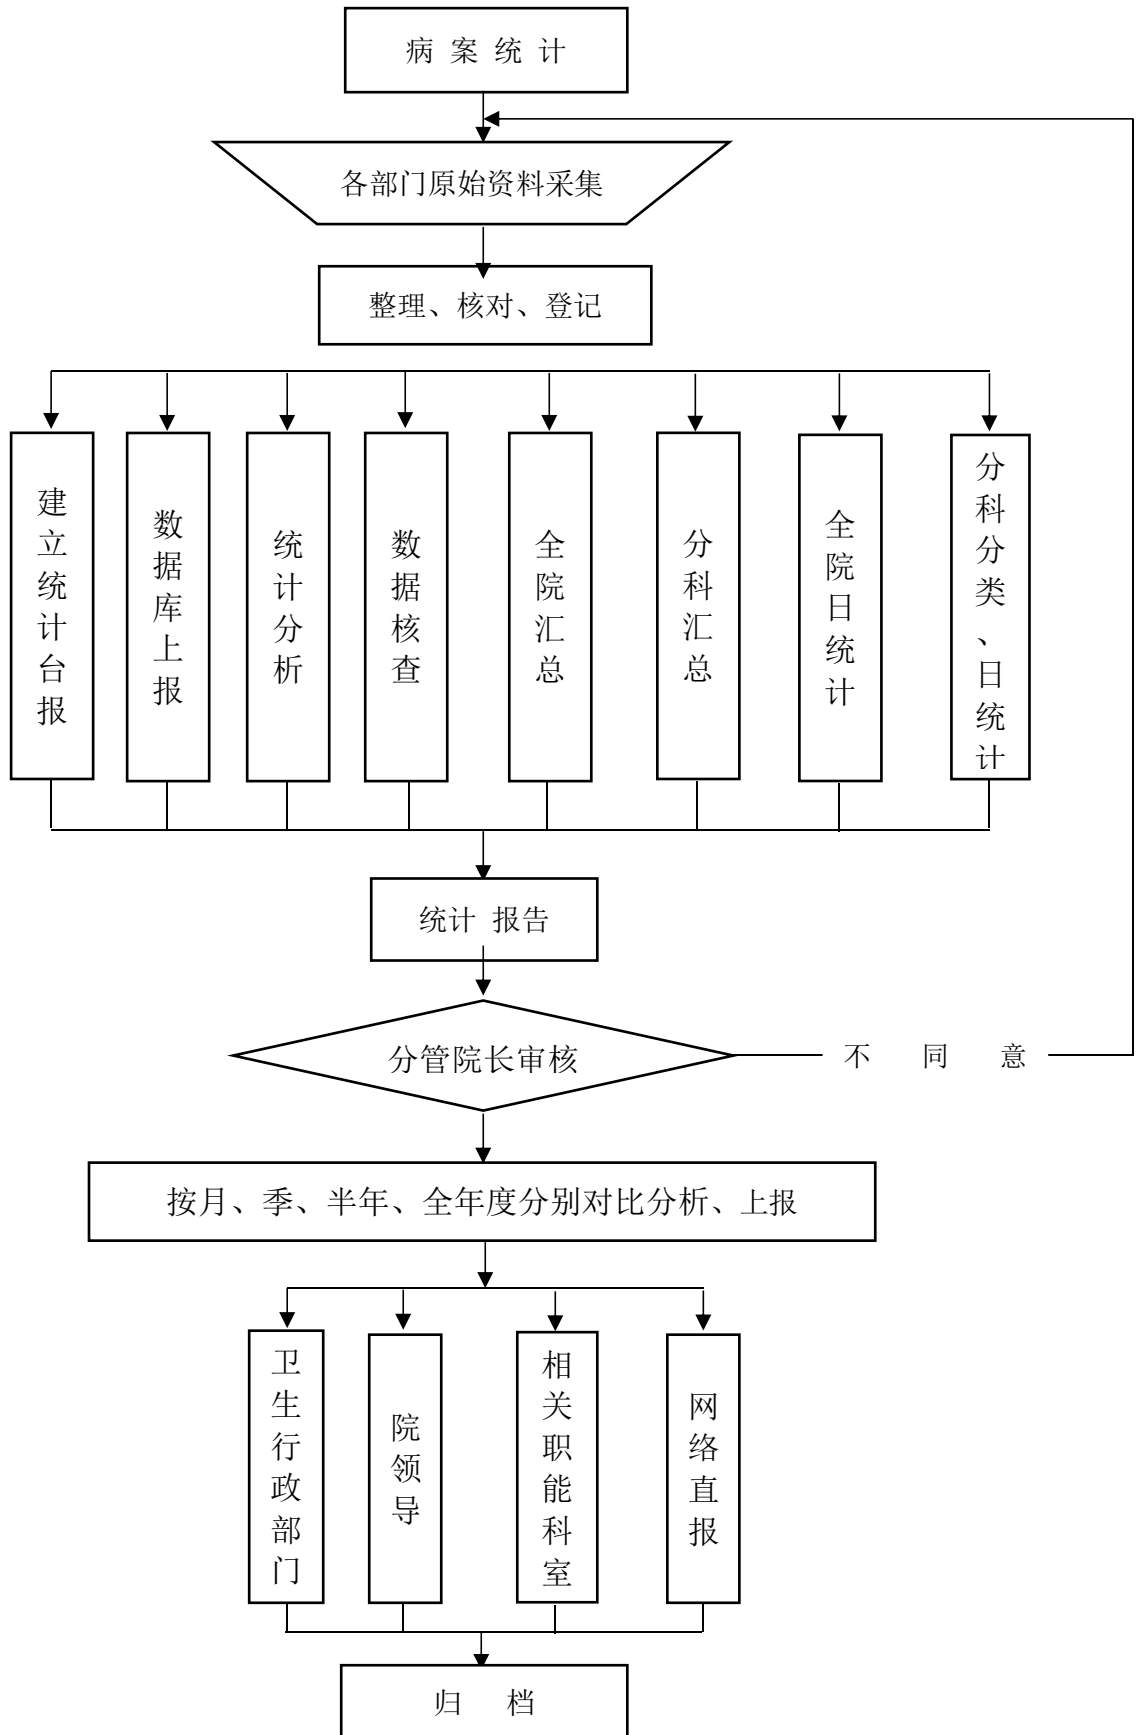 病 案 统 计
各部门原始资料采集
整理、核对、登记
建立统计台报
数据库上报
统计分析
数据核查
全院汇总
分科汇总
全院日统计
分科分类、日统计
统计 报告
分管院长审核
不 同 意
按月、季、半年、全年度分别对比分析、上报
卫生行政部门
院领导
相关职能科室
网络直报
归 档